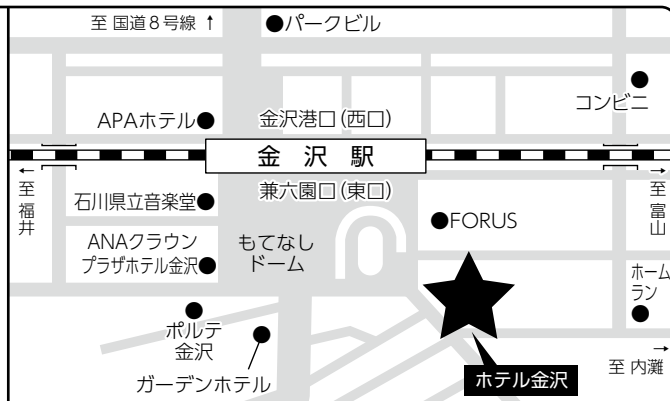 至 国道８号線 ↑
●パークビル
コンビニ
APAホテル●
金沢港口（西口）
金沢駅
←
至福井
→
至富山
兼六園口（東口）
石川県立音楽堂●
●FORUS
ANAクラウン
プラザホテル金沢●
もてなし
ドーム
ホーム
ラン
ポルテ
金沢
ガーデンホテル
ホテル金沢
→
至 内灘